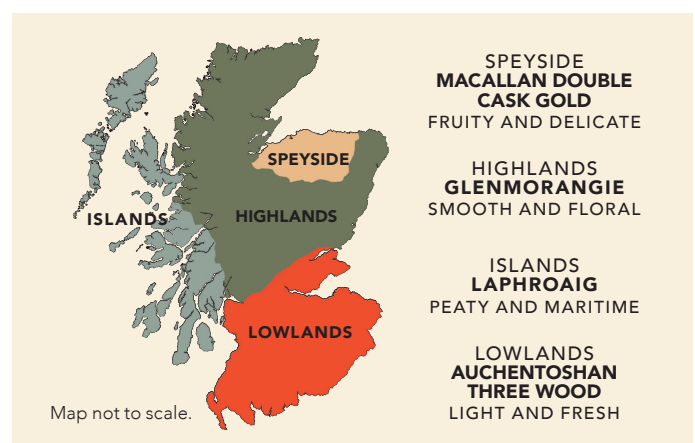 SPEYSIDE
ISLANDS
HIGHLANDS
LOWLANDS
Map not to scale.
SPEYSIDE
MACALLAN DOUBLE
CASK GOLD
FRUITY AND DELICATE
HIGHLANDS
GLENMORANGIE
SMOOTH AND FLORAL
ISLANDS
LAPHROAIG
PEATY AND MARITIME
LOWLANDS
AUCHENTOSHAN
THREE WOOD
LIGHT AND FRESH